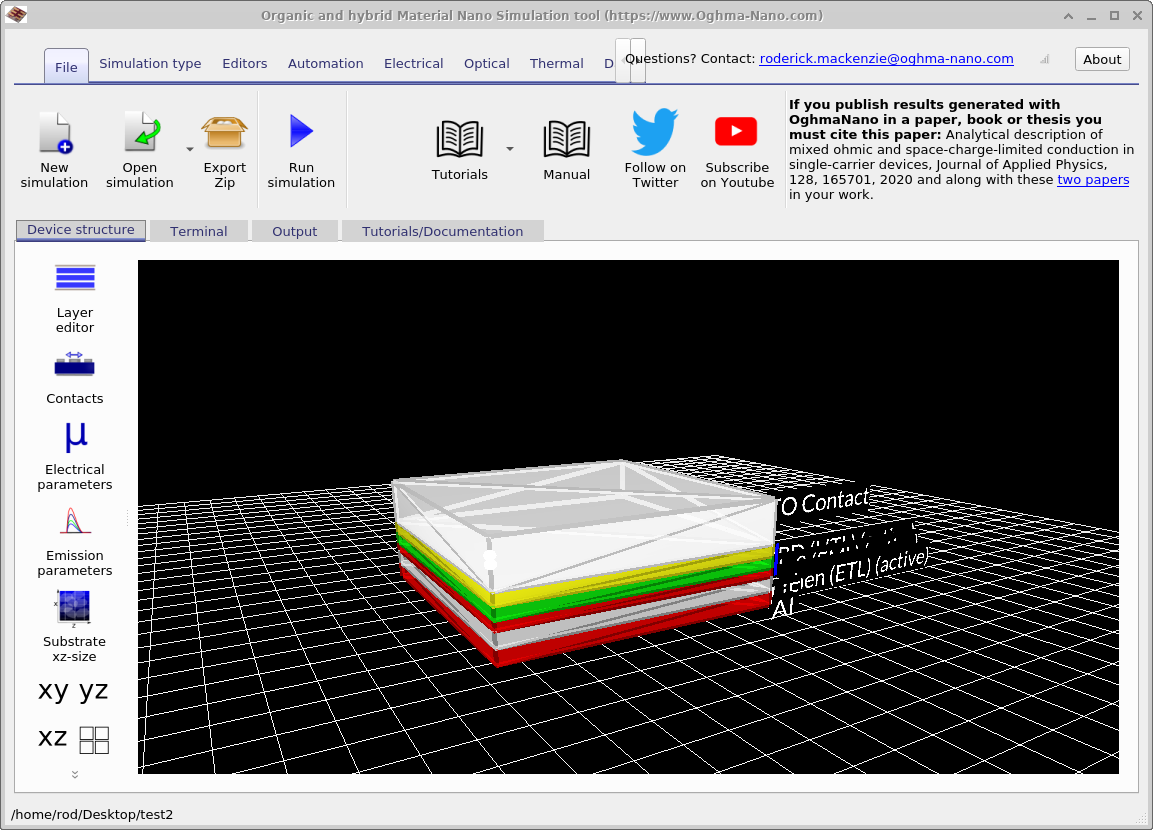 Organic and hybrid Material Nano Simulation tool (https://www.Oghma-Nano.com)
File Simulation type Editors Automation Electrical Optical Thermal D Questions? Contact: roderick.mackenzie@oghma-nano.com About
New simulation
Open simulation
Export Zip
Run simulation
Tutorials
Manual
Follow on Twitter
Subscribe on Youtube
If you publish results generated with
OghmaNano in a paper, book or thesis you
must cite this paper: Analytical description of
mixed ohmic and space-charge-limited conduction in
single-carrier devices, Journal of Applied Physics,
128, 165701, 2020 and along with these two papers
in your work.
Device structure Terminal Output Tutorials/Documentation
Layer
editor
Contacts
μ
Electrical
parameters
Emission
parameters
x
z
Substrate
xz-size
xy yz
xz
O Contact
(ETL) (active)
Al
/home/rod/Desktop/test2